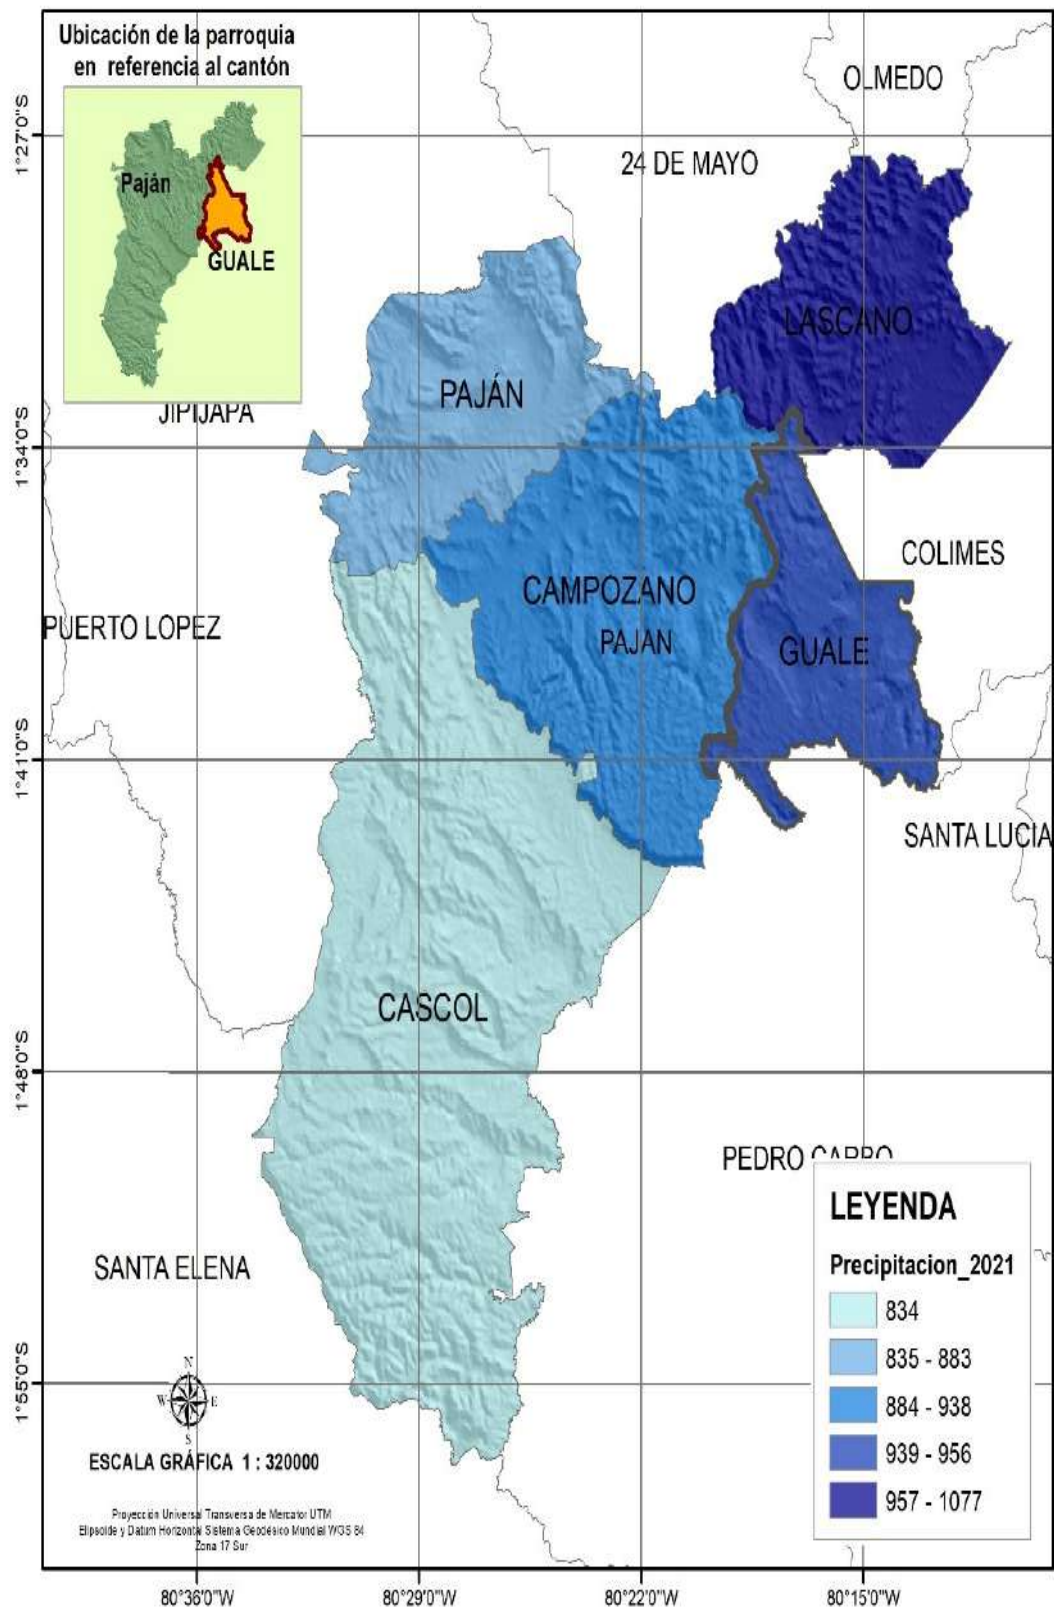 Ubicación de la parroquia
en referencia al cantón
Paján
GUALE
OLMEDO
1°27'0"S
24 DE MAYO
LASCANO
PAJÁN
JIPIJAPA
1°34'0"S
COLIMES
CAMPOZANO
PUERTO LOPEZ
PAJAN
GUALE
1°41'0"S
SANTA LUCIA
CASCOL
1°48'0"S
PEDRO CARBO
LEYENDA
Precipitacion_2021
834
835 - 883
884 - 938
939 - 956
957 - 1077
SANTA ELENA
1°55'0"S
N
W E
S
ESCALA GRÁFICA 1 : 320000
Proyección Universal Transversa de Mercator UTM
Elipsoide y Datum Horizontal Sistema Geodésico Mundial WGS 84
Zona 17 Sur
80°36'0"W 80°29'0"W 80°22'0"W 80°15'0"W